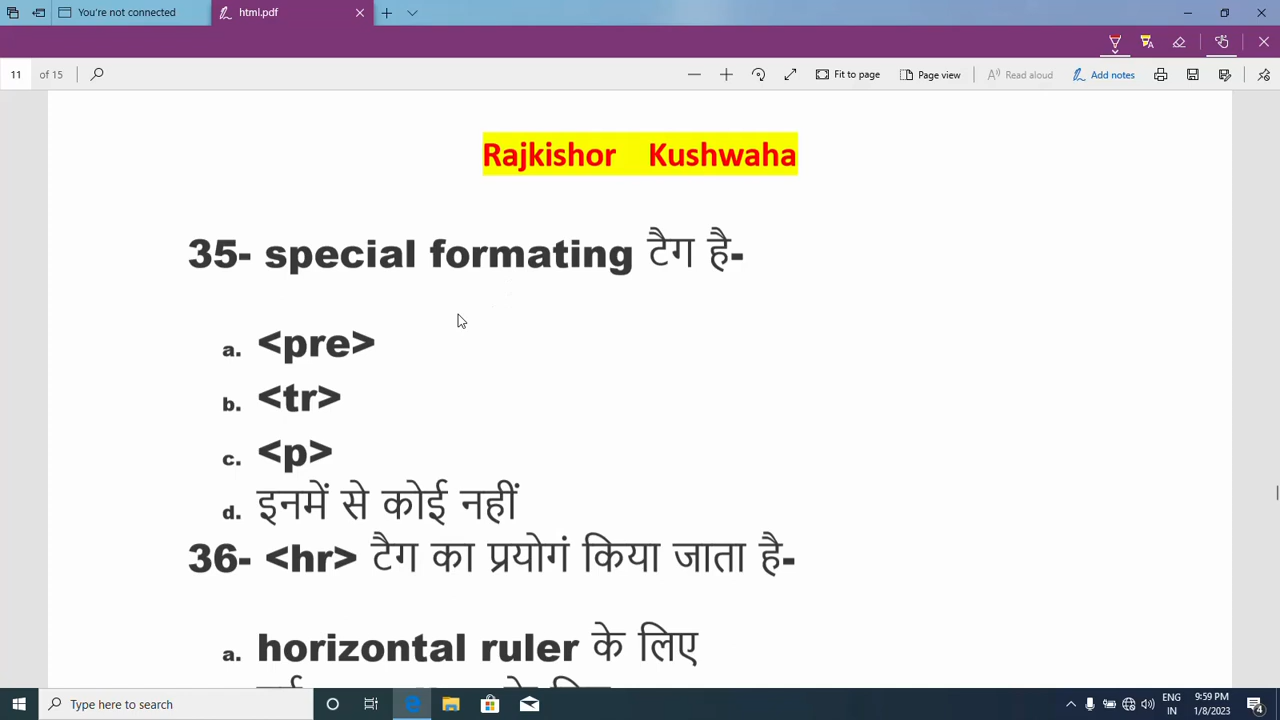 You're not connected
html.pdf
11 of 15
Fit to page
Page view
Read aloud
Add notes
Rajkishor Kushwaha
35- special formating टैग है-
a. <pre>
b. <tr>
c. <p>
d. इनमें से कोई नहीं
36- <hr> टैग का प्रयोगं किया जाता है-
a. horizontal ruler के लिए
Type here to search
ENG
IN
9:59 PM
1/8/2023
4